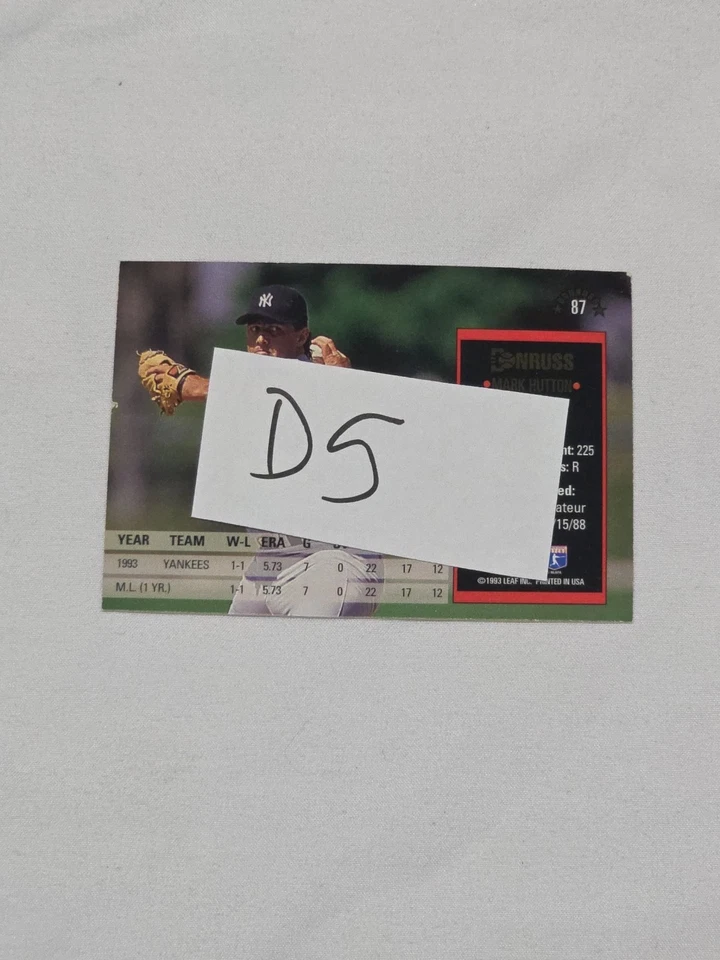 NY
87
DONRUSS
• MARK HUTTON •
DS
ht: 225
s: R
ed:
ateur
15/88
YEAR TEAM W-L ERA G
1993 YANKEES 1-1 5.73 7 0 22 17 12
M.L. (1 YR.) 1-1 5.73 7 0 22 17 12
©1993 LEAF INC. PRINTED IN USA